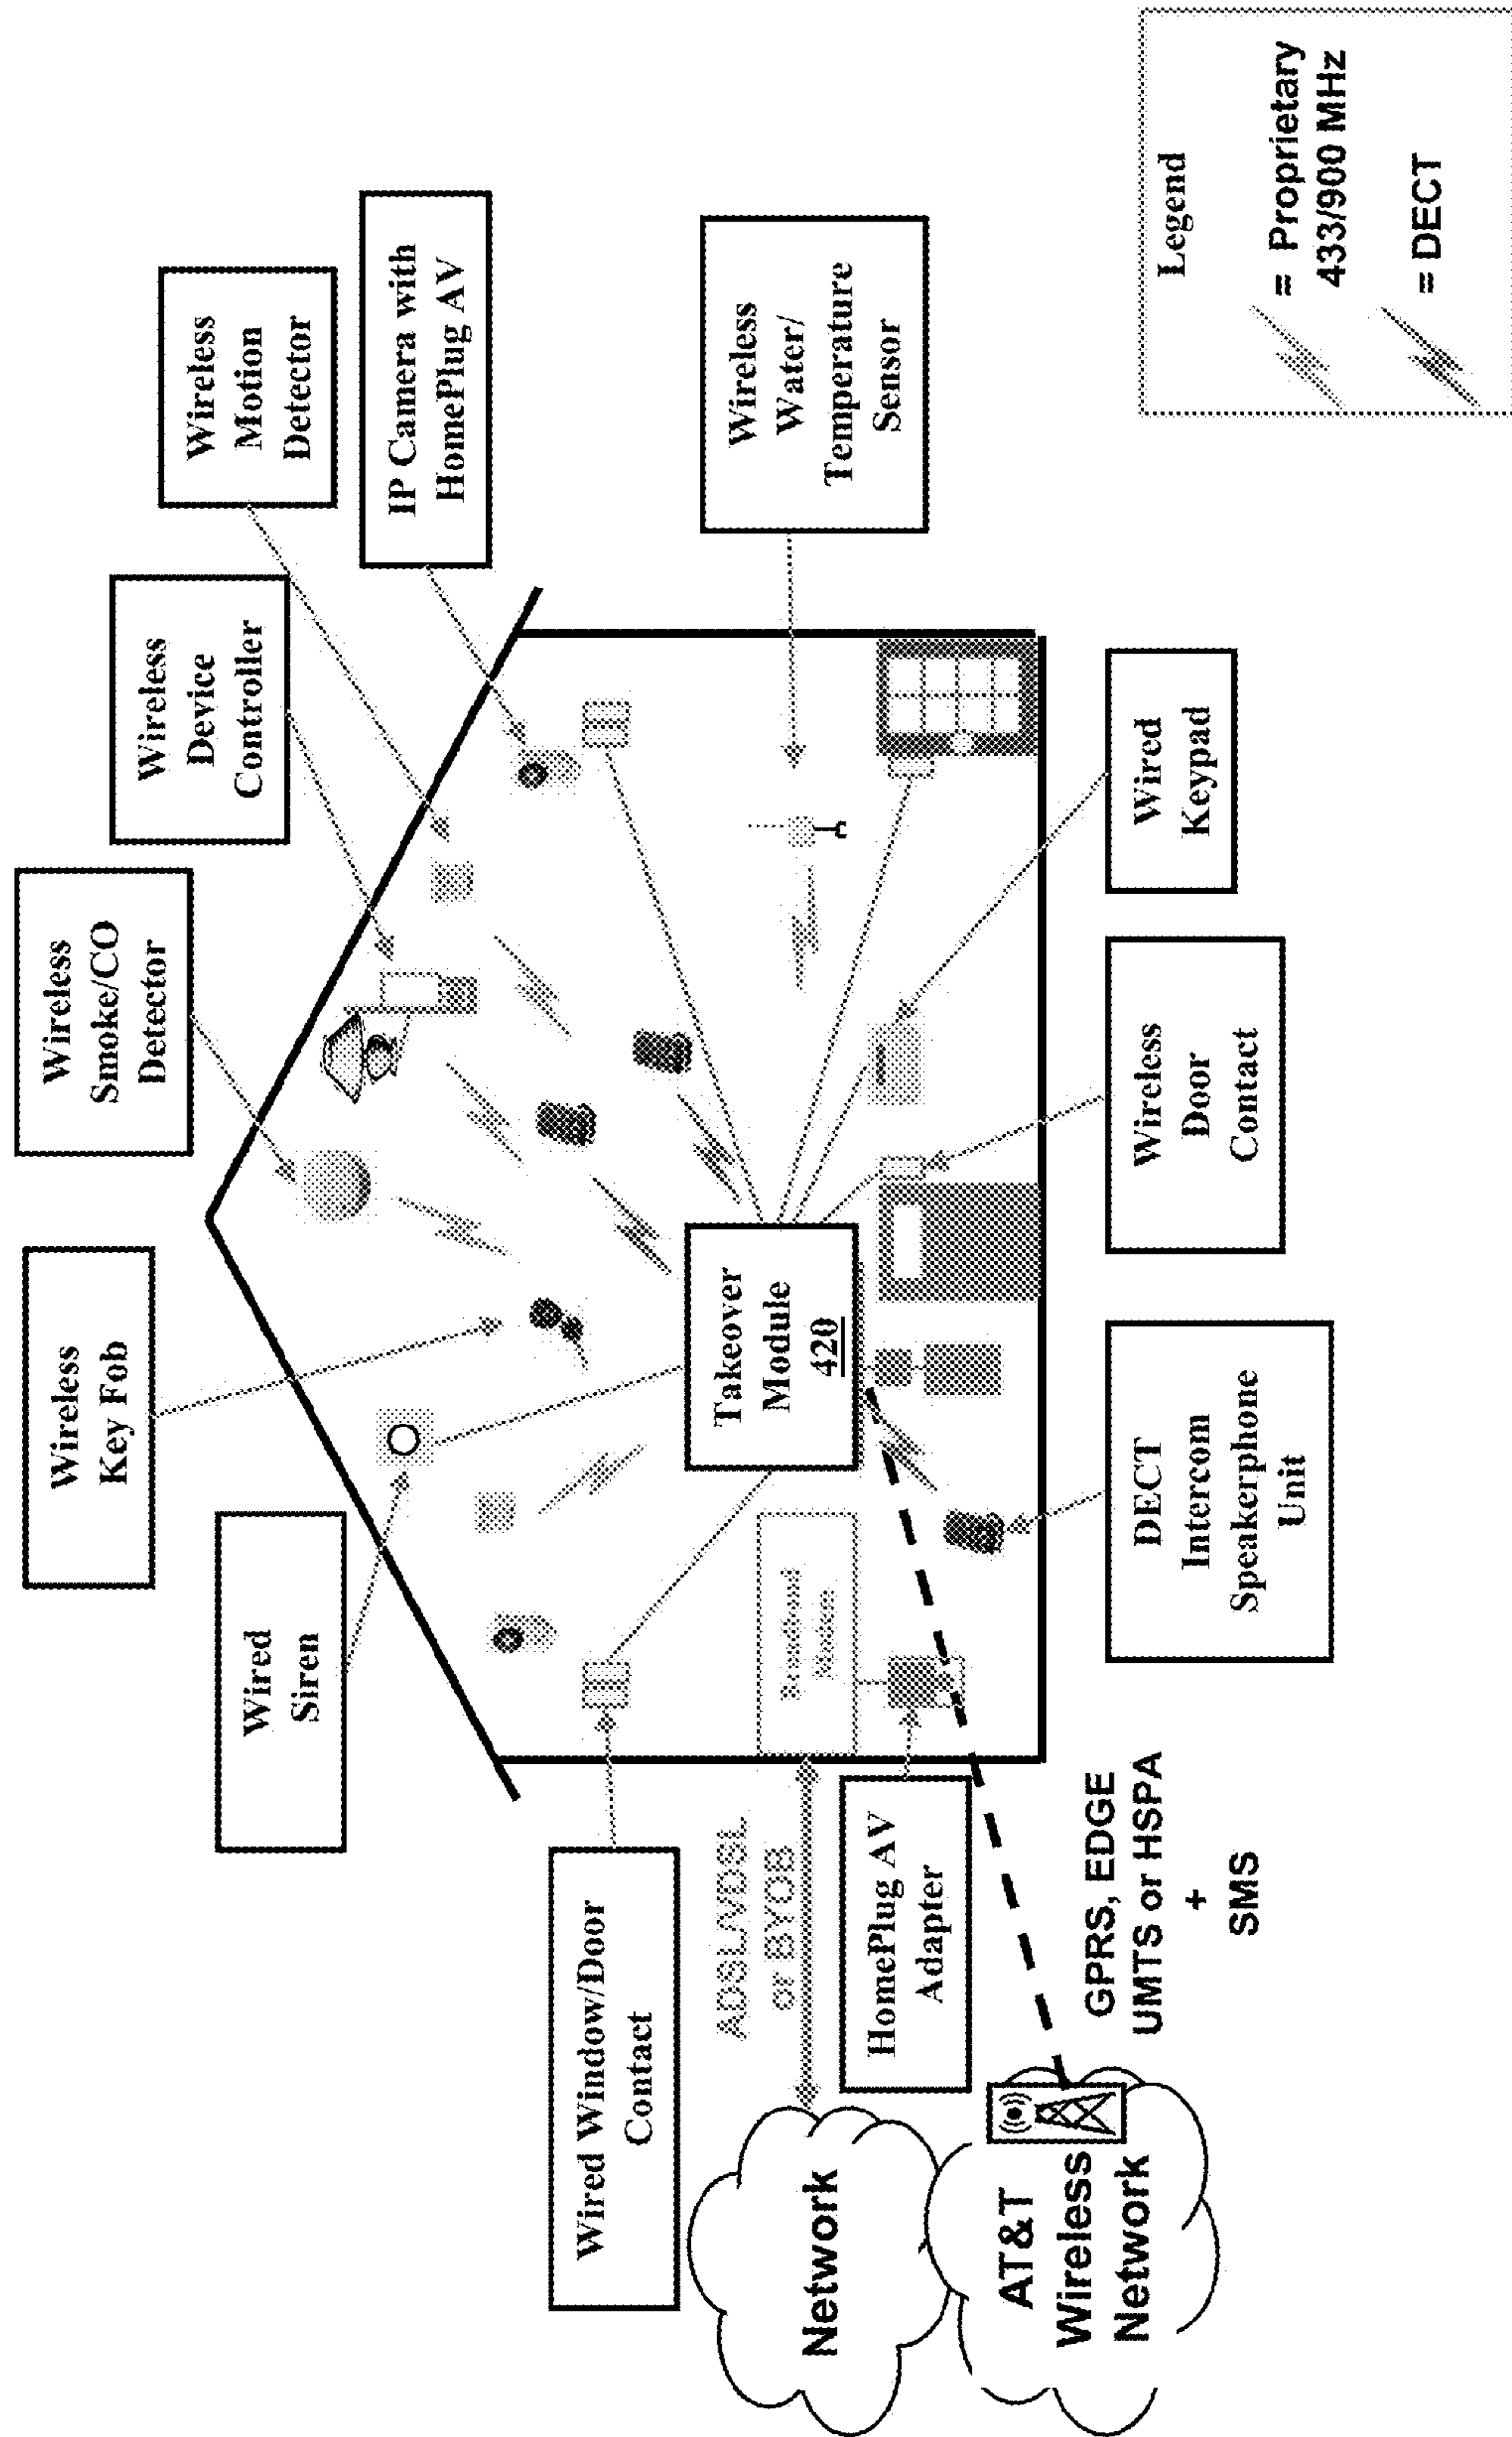 Wireless
Key Fob
Wireless
Smoke/CO
Detector
Wireless
Device
Controller
Wireless
Motion
Detector
Wired
Siren
IP Camera with
HomePlug AV
Wired Window/Door
Contact
ADSL/VDSL
or BYOB
Network
HomePlug AV
Adapter
Broadband
Takeover
Module
420
Wireless
Water/
Temperature
Sensor
AT&T
Wireless
Network
GPRS, EDGE
UMTS or HSPA
+
SMS
DECT
Intercom
Speakerphone
Unit
Wireless
Door
Contact
Wired
Keypad
Legend
= Proprietary
433/900 MHz
= DECT